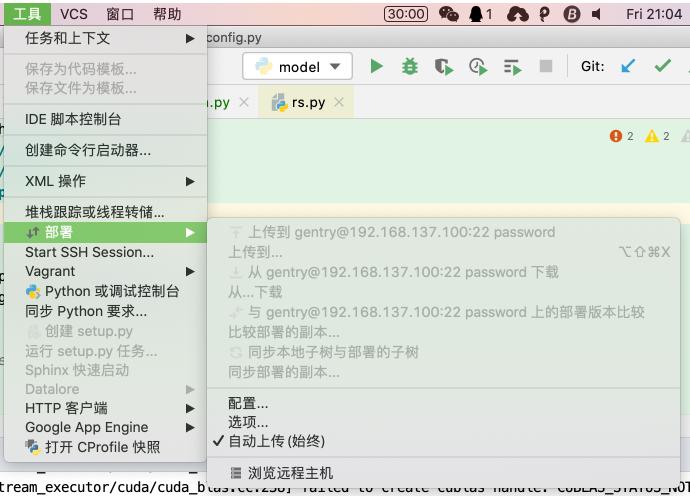 工具 VCS 窗口 帮助 30:00 1 Fri 21:04
任务和上下文 config.py
保存为代码模板...
保存文件为模板...
model Git:
.py rs.py
IDE 脚本控制台
2 2
创建命令行启动器...
XML 操作
堆栈跟踪或线程转储...
部署
上传到 gentry@192.168.137.100:22 password
Start SSH Session...
上传到... ⌥⇧⌘X
Vagrant
从 gentry@192.168.137.100:22 password 下载
Python 或调试控制台
从...下载
同步 Python 要求...
与 gentry@192.168.137.100:22 password 上的部署版本比较
创建 setup.py
比较部署的副本...
运行 setup.py 任务...
同步本地子树与部署的子树
Sphinx 快速启动
同步部署的副本...
Datalore
HTTP 客户端
配置...
Google App Engine
选项...
打开 CProfile 快照
✓自动上传(始终)
浏览远程主机
tream_executor/cuda/cuda_blas.cc:238] failed to create cublas handle: CUBLAS_STATUS_NOT